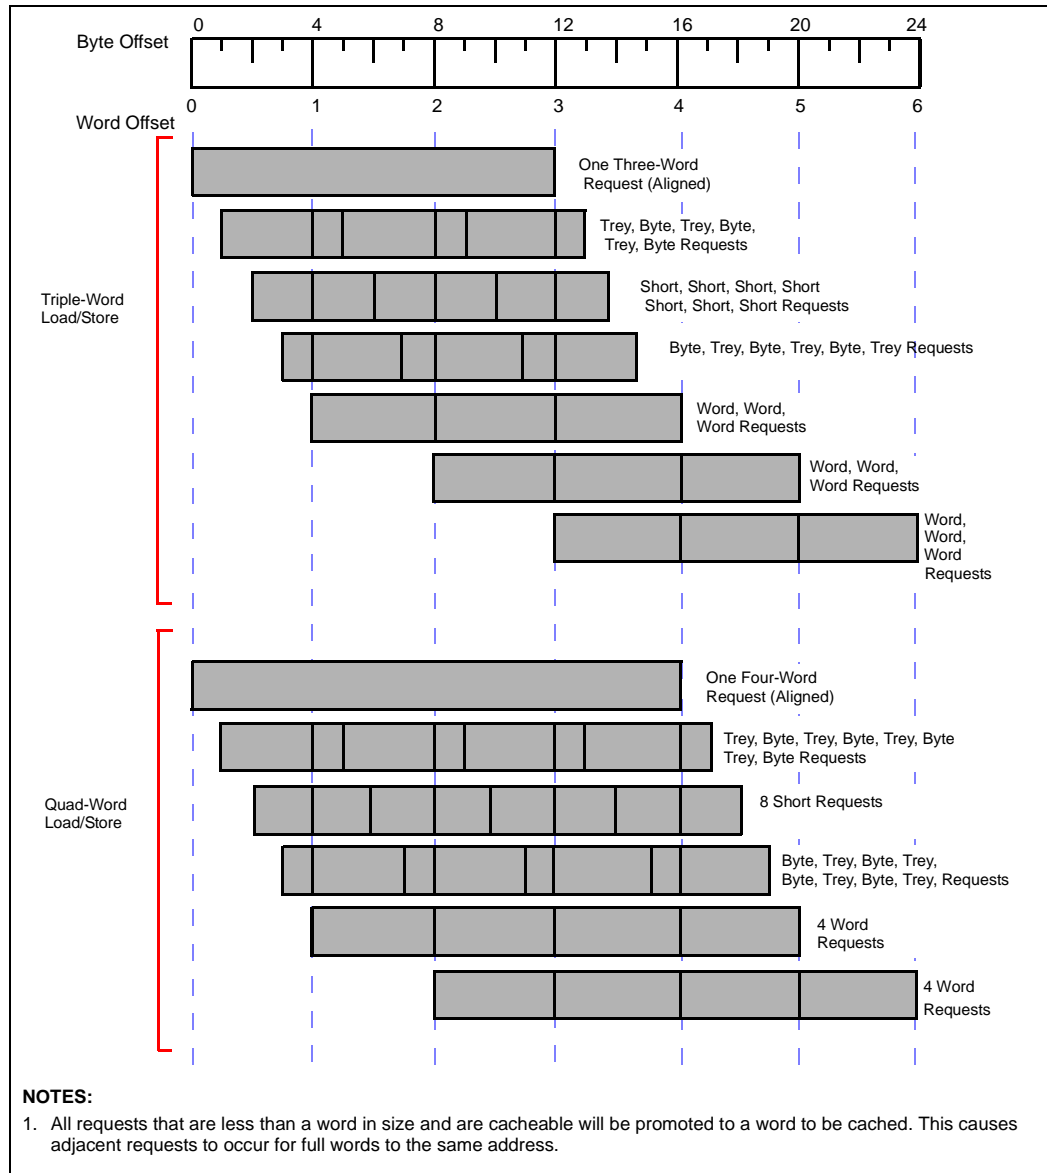 0 4 8 12 16 20 24
Byte Offset
0 1 2 3 4 5 6
Word Offset
One Three-Word
Request (Aligned)
Trey, Byte, Trey, Byte,
Trey, Byte Requests
Short, Short, Short, Short
Short, Short, Short Requests
Triple-Word
Load/Store
Byte, Trey, Byte, Trey, Byte, Trey Requests
Word, Word,
Word Requests
Word, Word,
Word Requests
Word,
Word,
Word
Requests
One Four-Word
Request (Aligned)
Trey, Byte, Trey, Byte, Trey, Byte
Trey, Byte Requests
8 Short Requests
Quad-Word
Load/Store
Byte, Trey, Byte, Trey,
Byte, Trey, Byte, Trey, Requests
4 Word
Requests
4 Word
Requests
NOTES:
1. All requests that are less than a word in size and are cacheable will be promoted to a word to be cached. This causes
adjacent requests to occur for full words to the same address.